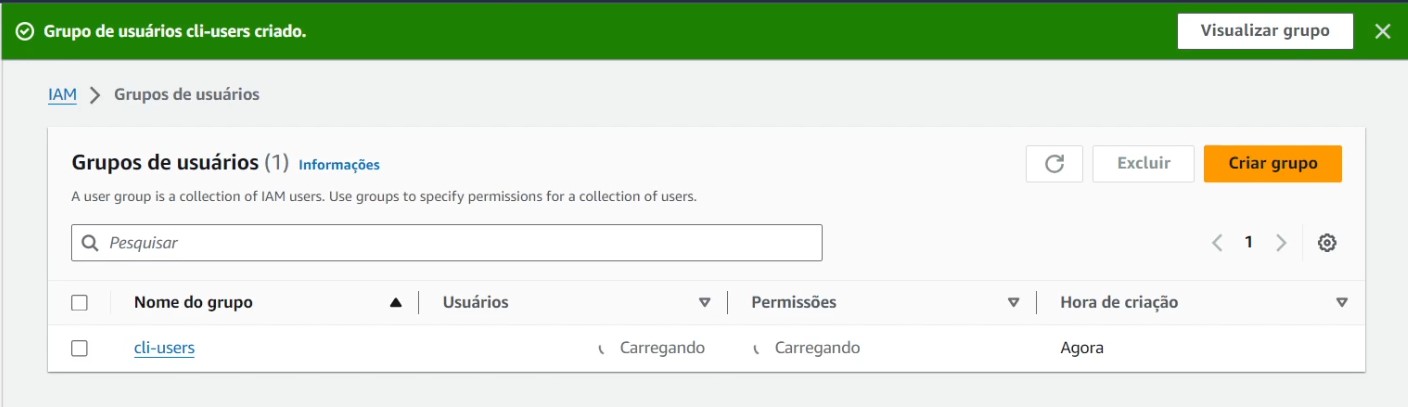 Grupo de usuários cli-users criado.
Visualizar grupo
IAM
Grupos de usuários
Grupos de usuários (1) Informações
Excluir
Criar grupo
A user group is a collection of IAM users. Use groups to specify permissions for a collection of users.
Pesquisar
1
Nome do grupo
Usuários
Permissões
Hora de criação
cli-users
Carregando
Carregando
Agora